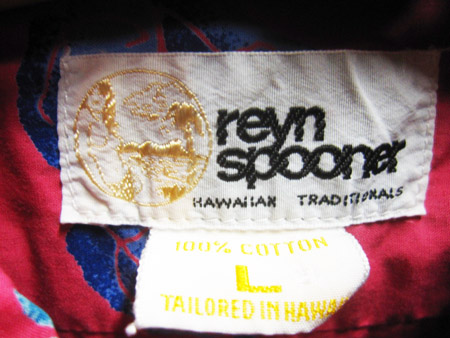 reyn
spooner
HAWAIIAN TRADITIONALS
100% COTTON
L
TAILORED IN HAWAI